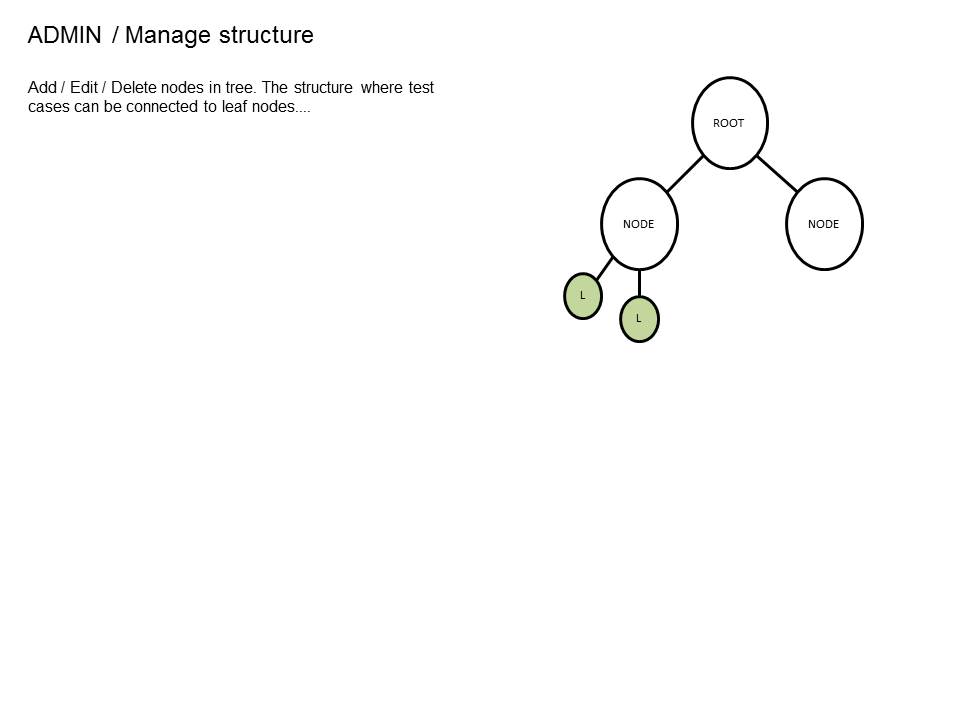 ADMIN / Manage structure
Add / Edit / Delete nodes in tree. The structure where test
cases can be connected to leaf nodes....
ROOT
NODE
NODE
L
L